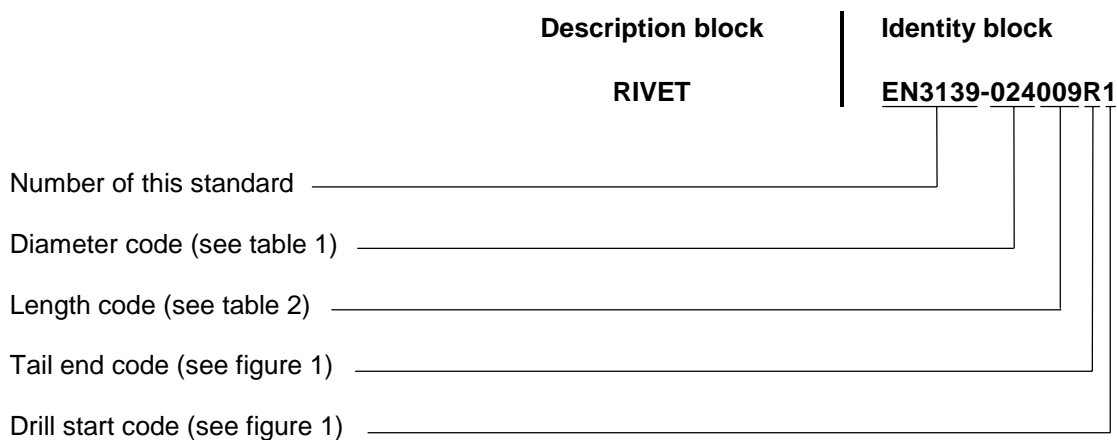 Description block Identity block
RIVET EN3139-024009R1
Number of this standard
Diameter code (see table 1)
Length code (see table 2)
Tail end code (see figure 1)
Drill start code (see figure 1)